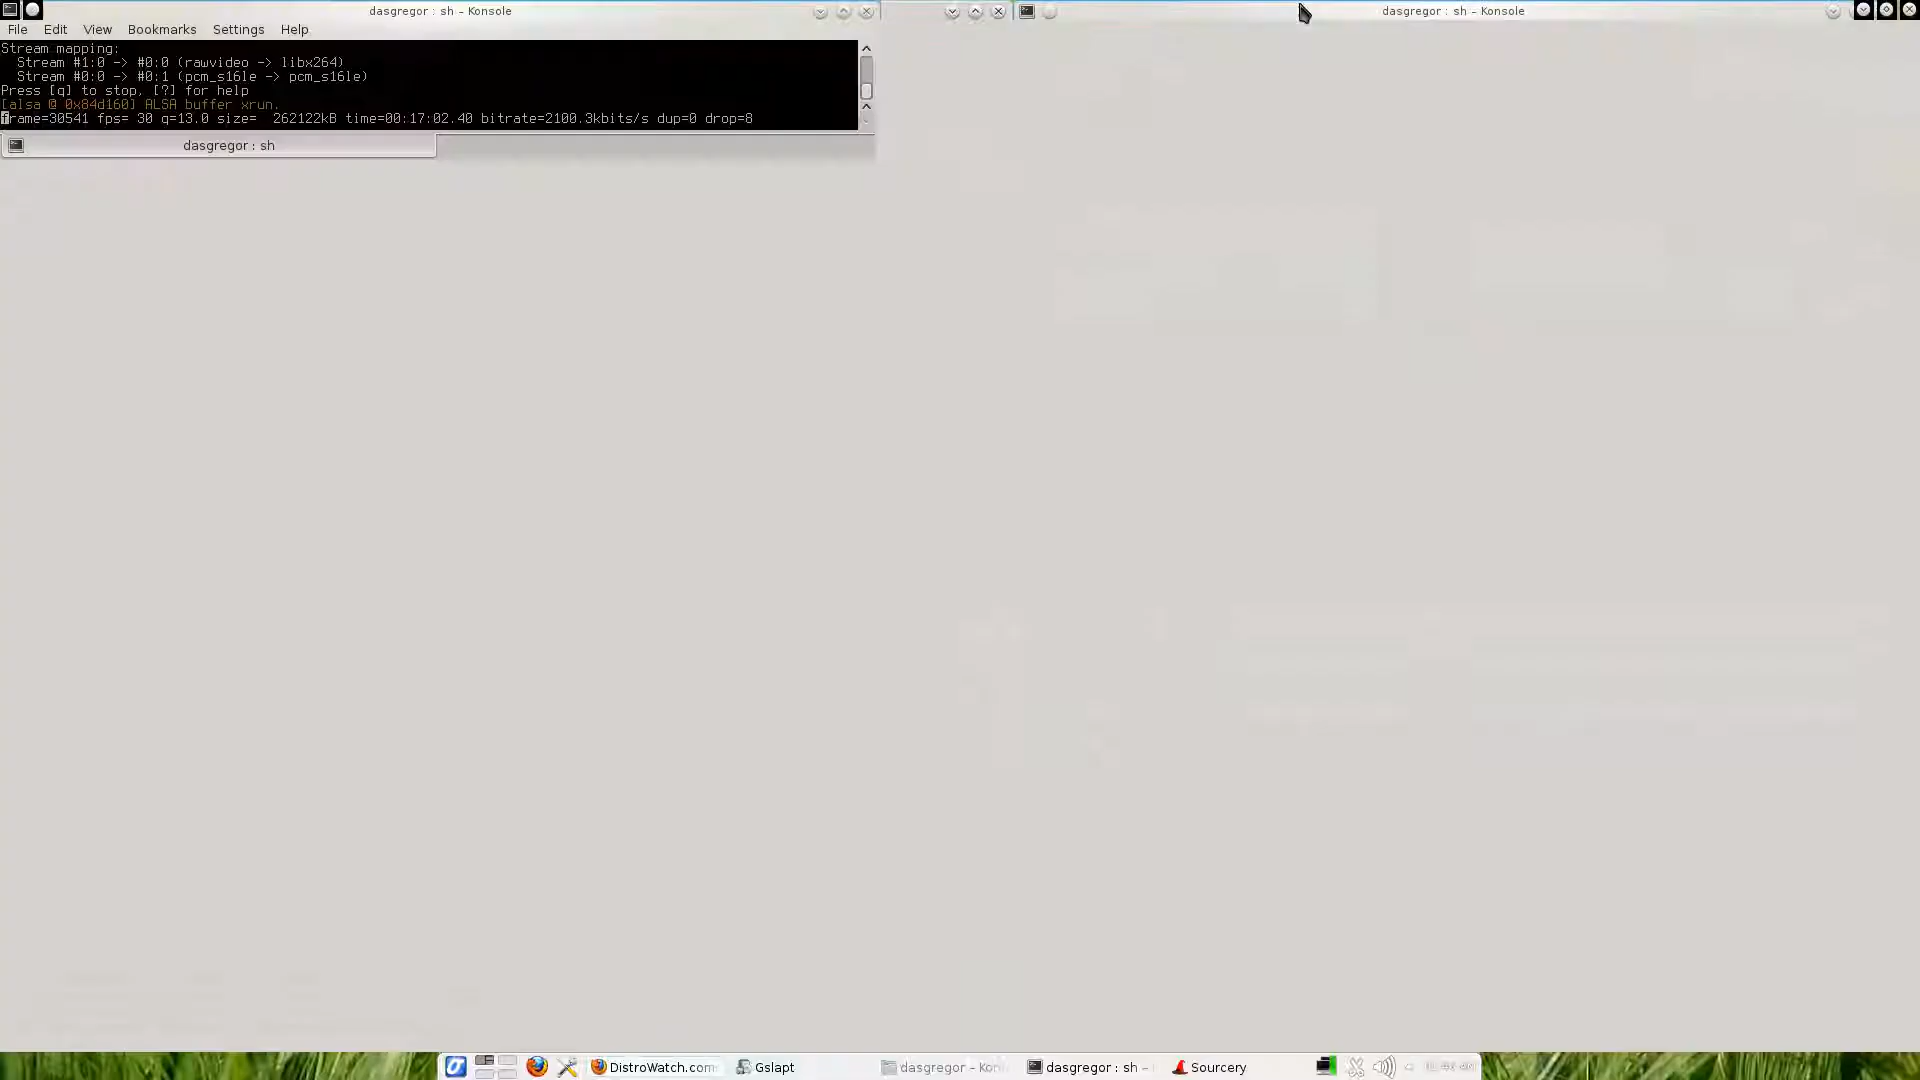 dasgregor : sh – Konsole
dasgregor : sh – Konsole
File Edit View Bookmarks Settings Help
Stream mapping:
Stream #1:0 -> #0:0 (rawvideo -> libx264)
Stream #0:0 -> #0:1 (pcm_s16le -> pcm_s16le)
Press [q] to stop, [?] for help
[alsa @ 0x84d160] ALSA buffer xrun.
frame=30541 fps= 30 q=13.0 size=  262122kB time=00:17:02.40 bitrate=2100.3kbits/s dup=0 drop=8
dasgregor : sh
DistroWatch.com: Gslapt dasgregor – Kon dasgregor : sh – Sourcery